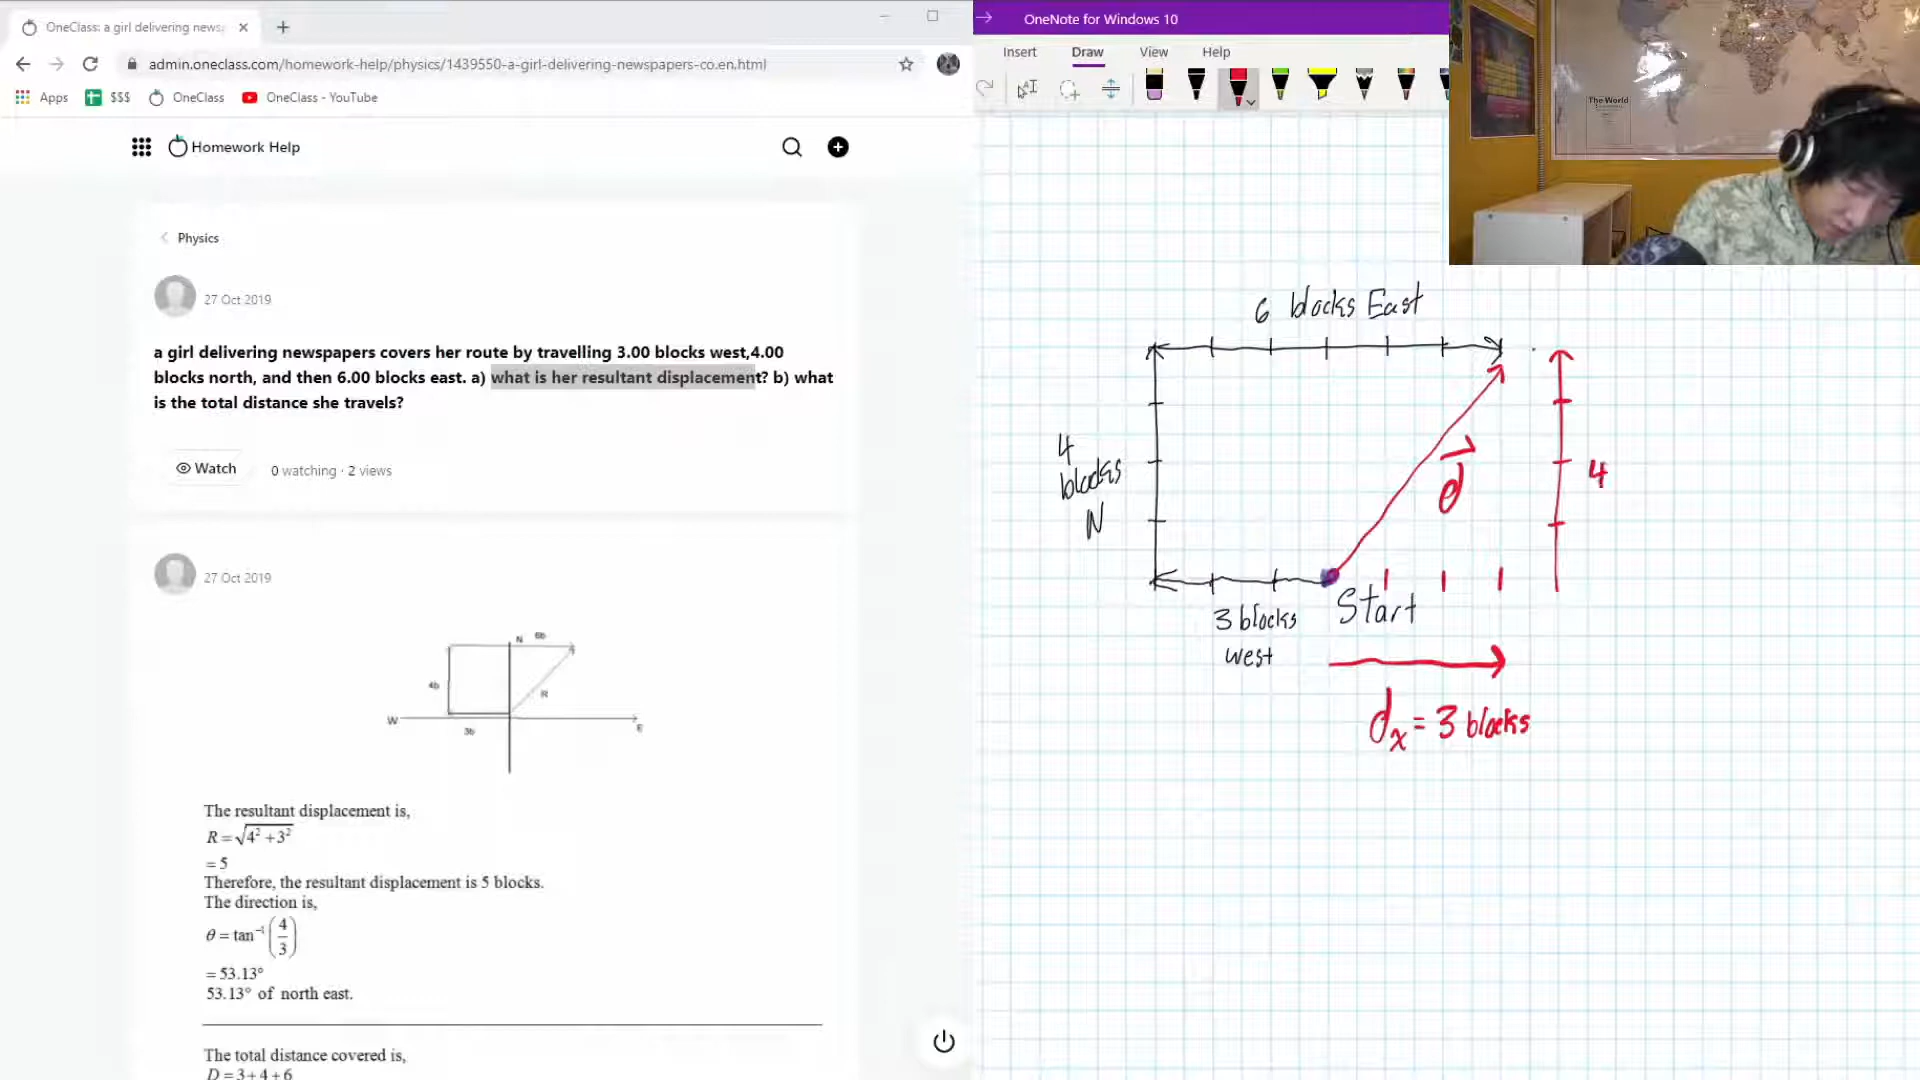 OneClass: a girl delivering news
admin.oneclass.com/homework-help/physics/1439550-a-girl-delivering-newspapers-co.en.html
Apps $$$ OneClass OneClass - YouTube
Homework Help
Physics
27 Oct 2019
a girl delivering newspapers covers her route by travelling 3.00 blocks west,4.00
blocks north, and then 6.00 blocks east. a) what is her resultant displacement? b) what
is the total distance she travels?
Watch 0 watching · 2 views
27 Oct 2019
N 6b
4b
R
W E
3b
The resultant displacement is,
R = √4² + 3²
= 5
Therefore, the resultant displacement is 5 blocks.
The direction is,
θ = tan⁻¹ (4/3)
= 53.13°
53.13° of north east.
The total distance covered is,
D = 3 + 4 + 6
OneNote for Windows 10
Insert Draw View Help
The World
6 blocks East
4
blocks
N
d
4
Start
3 blocks
west
dx = 3 blocks